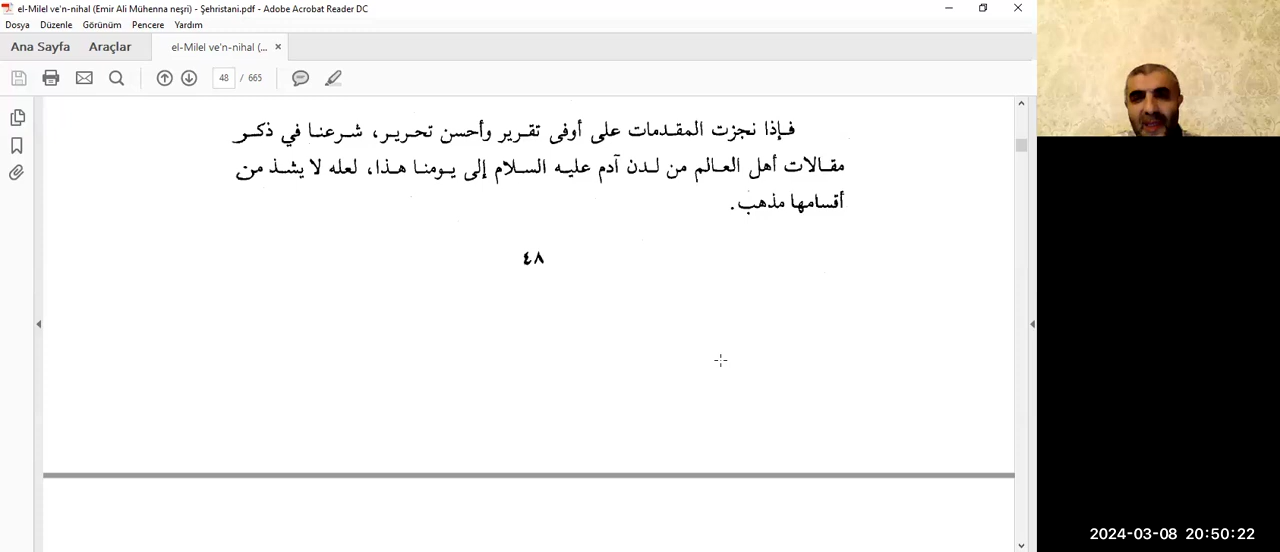 el-Milel ve'n-nihal (Emir Ali Mühenna neşri) - Şehristani.pdf - Adobe Acrobat Reader DC
Dosya Düzenle Görünüm Pencere Yardım
Ana Sayfa Araçlar el-Milel ve'n-nihal (... ×
48 / 665
فإذا نجزت المقدمات على أوفى تقرير وأحسن تحرير، شرعنا في ذكر
مقالات أهل العالم من لدن آدم عليه السلام إلى يومنا هذا، لعله لا يشذ من
أقسامها مذهب.
٤٨
2024-03-08 20:50:22